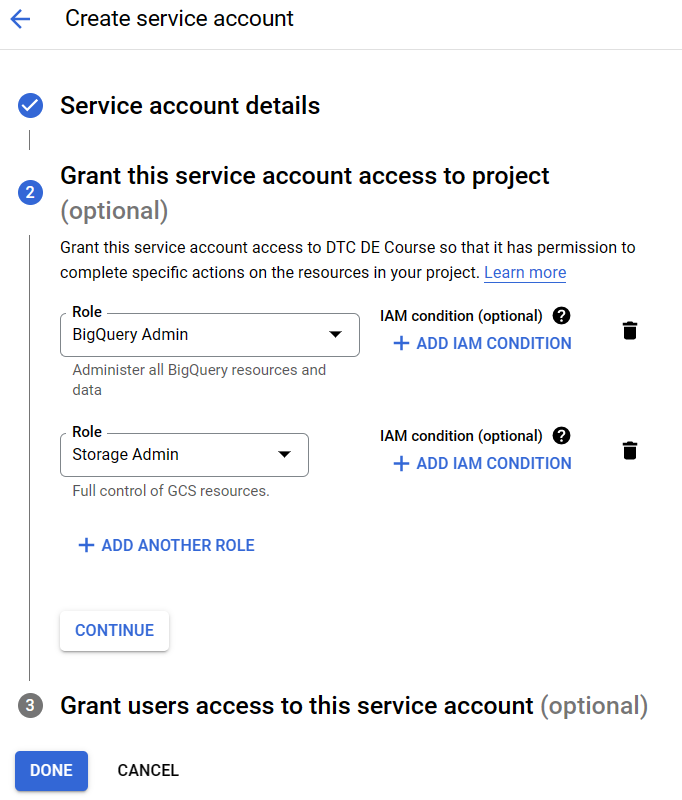 Create service account
Service account details
2
Grant this service account access to project
(optional)
Grant this service account access to DTC DE Course so that it has permission to
complete specific actions on the resources in your project. Learn more
Role
BigQuery Admin
IAM condition (optional) ?
+ ADD IAM CONDITION
Administer all BigQuery resources and
data
Role
Storage Admin
IAM condition (optional) ?
+ ADD IAM CONDITION
Full control of GCS resources.
+ ADD ANOTHER ROLE
CONTINUE
3 Grant users access to this service account (optional)
DONE CANCEL